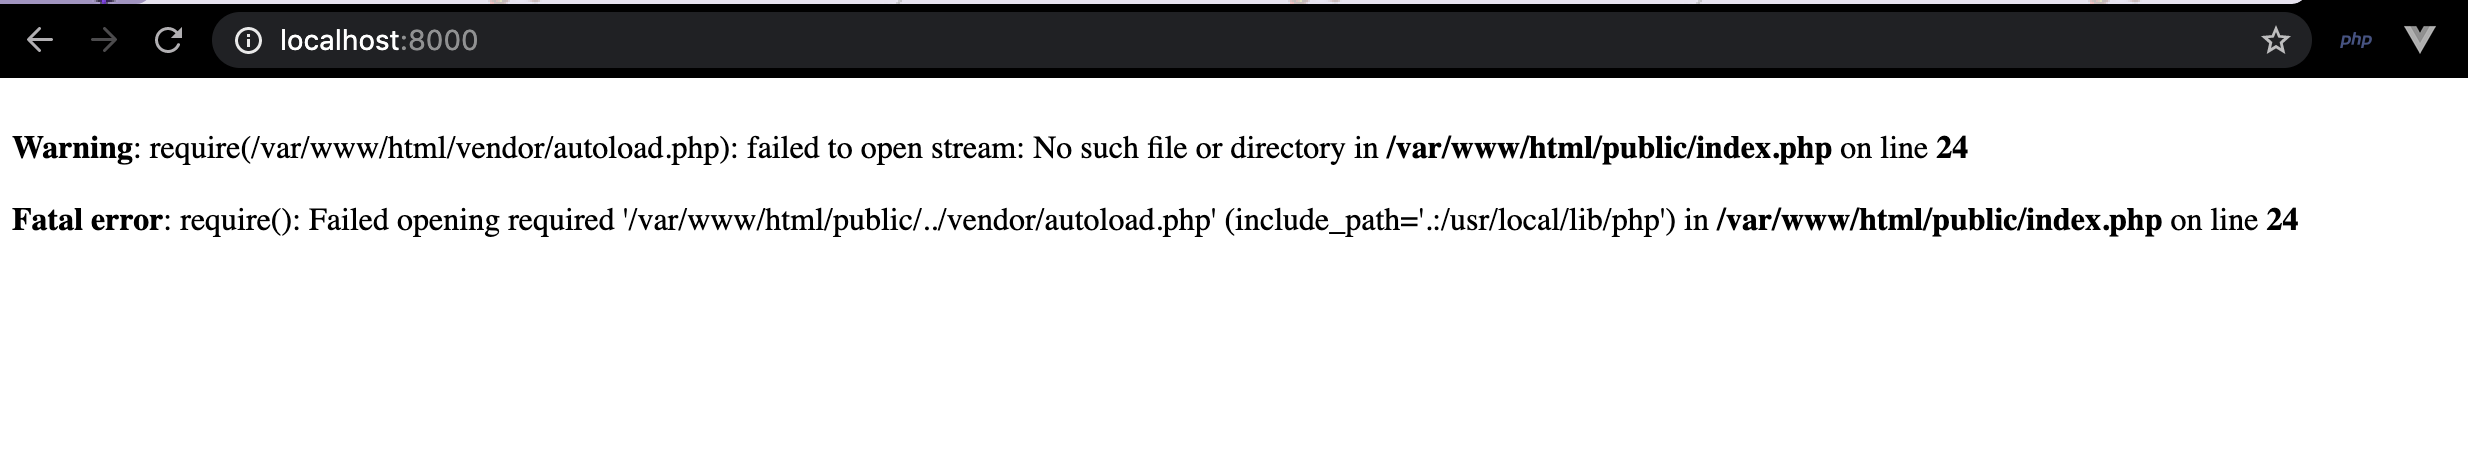 localhost:8000
php
Warning: require(/var/www/html/vendor/autoload.php): failed to open stream: No such file or directory in /var/www/html/public/index.php on line 24
Fatal error: require(): Failed opening required '/var/www/html/public/../vendor/autoload.php' (include_path='.:/usr/local/lib/php') in /var/www/html/public/index.php on line 24